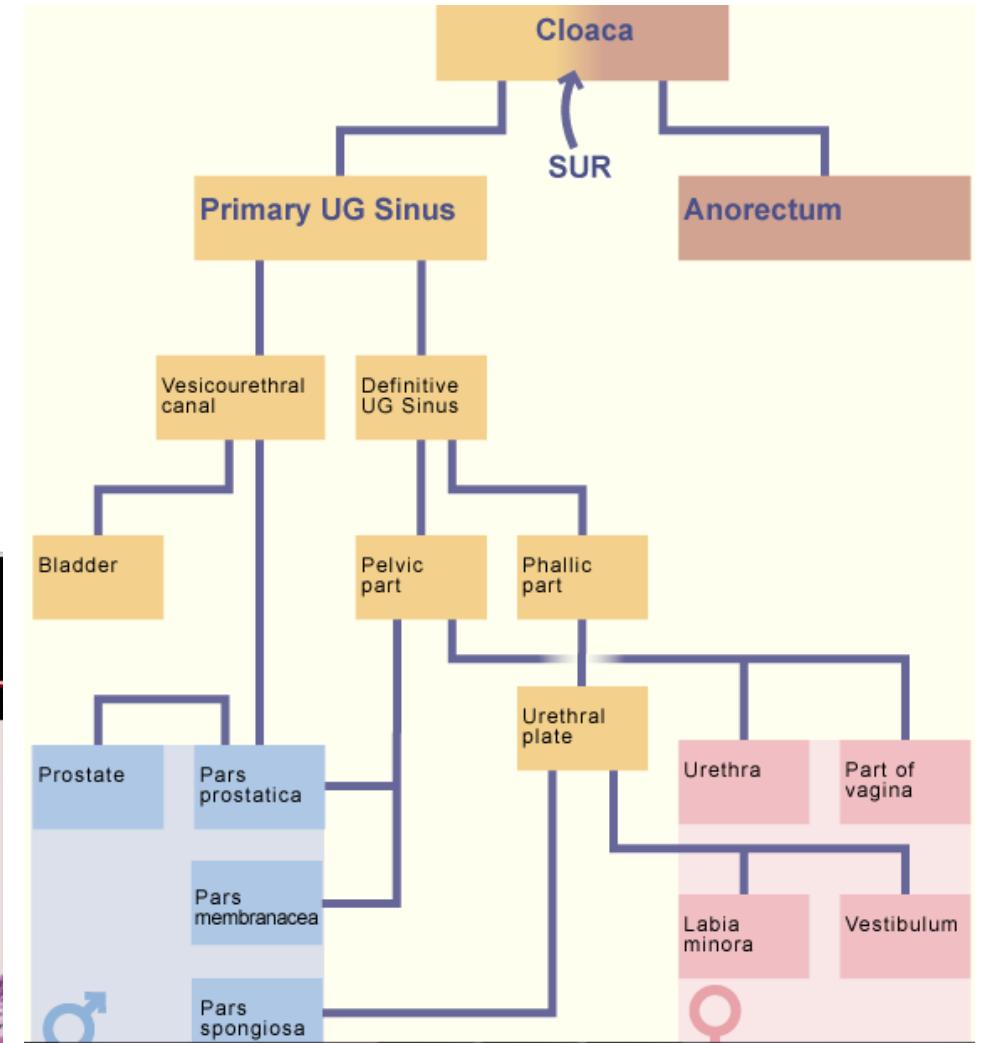 Cloaca
SUR
Primary UG Sinus
Anorectum
Vesicourethral
canal
Definitive
UG Sinus
Bladder
Pelvic
part
Phallic
part
Urethral
plate
Prostate
Pars
prostatica
Urethra
Part of
vagina
Pars
membranacea
Labia
minora
Vestibulum
Pars
spongiosa